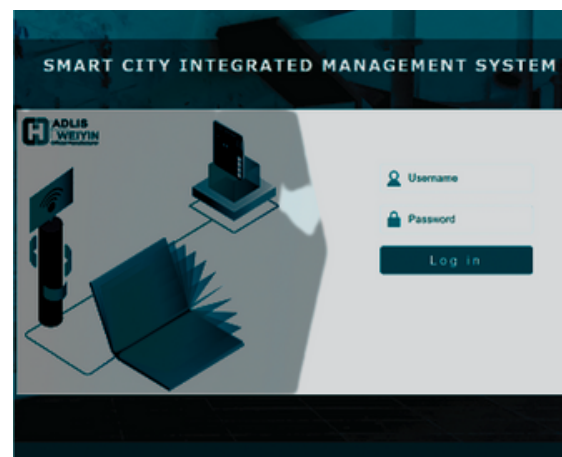 SMART CITY INTEGRATED MANAGEMENT SYSTEM
ADLIS
WEIYIN
Username
Password
Log in